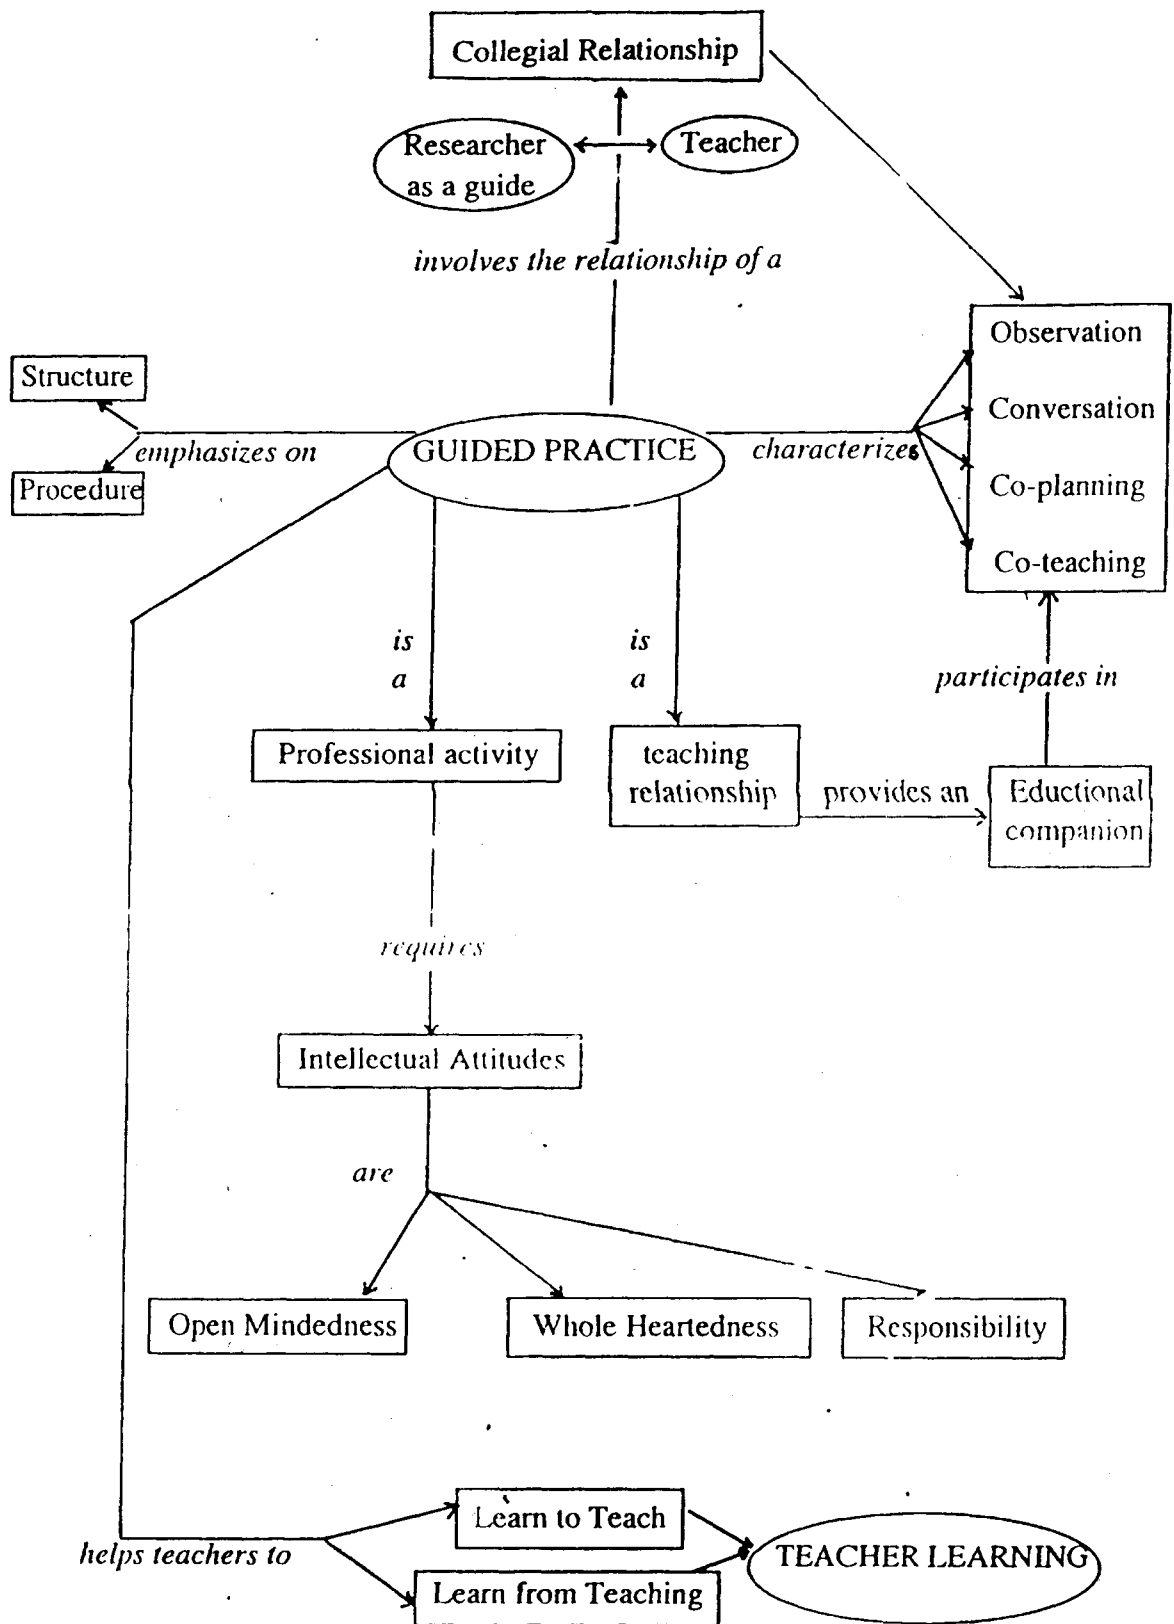 Collegial Relationship
Researcher
as a guide
Teacher
involves the relationship of a
Structure
emphasizes on
Procedure
GUIDED PRACTICE
characterizes
Observation
Conversation
Co-planning
Co-teaching
is
a
is
a
participates in
Professional activity
teaching
relationship
provides an
Eductional
companion
requires
Intellectual Attitudes
are
Open Mindedness
Whole Heartedness
Responsibility
helps teachers to
Learn to Teach
Learn from Teaching
TEACHER LEARNING